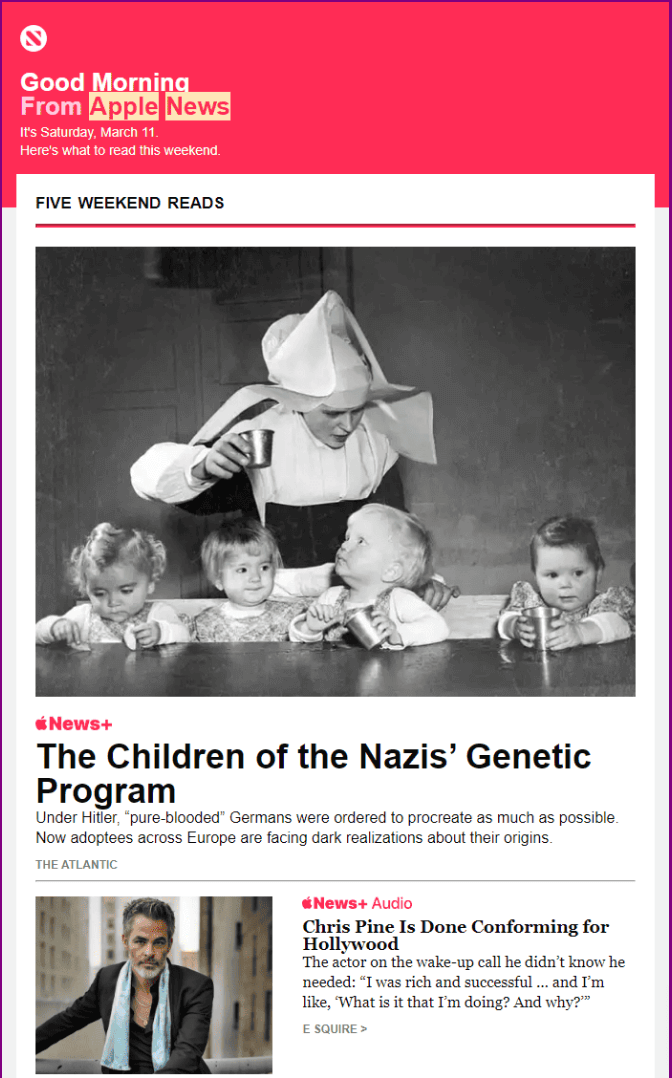 Good Morning
From Apple News
It's Saturday, March 11.
Here's what to read this weekend.
FIVE WEEKEND READS
News+
The Children of the Nazis’ Genetic
Program
Under Hitler, “pure-blooded” Germans were ordered to procreate as much as possible.
Now adoptees across Europe are facing dark realizations about their origins.
THE ATLANTIC
News+ Audio
Chris Pine Is Done Conforming for
Hollywood
The actor on the wake-up call he didn’t know he
needed: “I was rich and successful ... and I’m
like, ‘What is it that I’m doing? And why?’”
E SQUIRE >